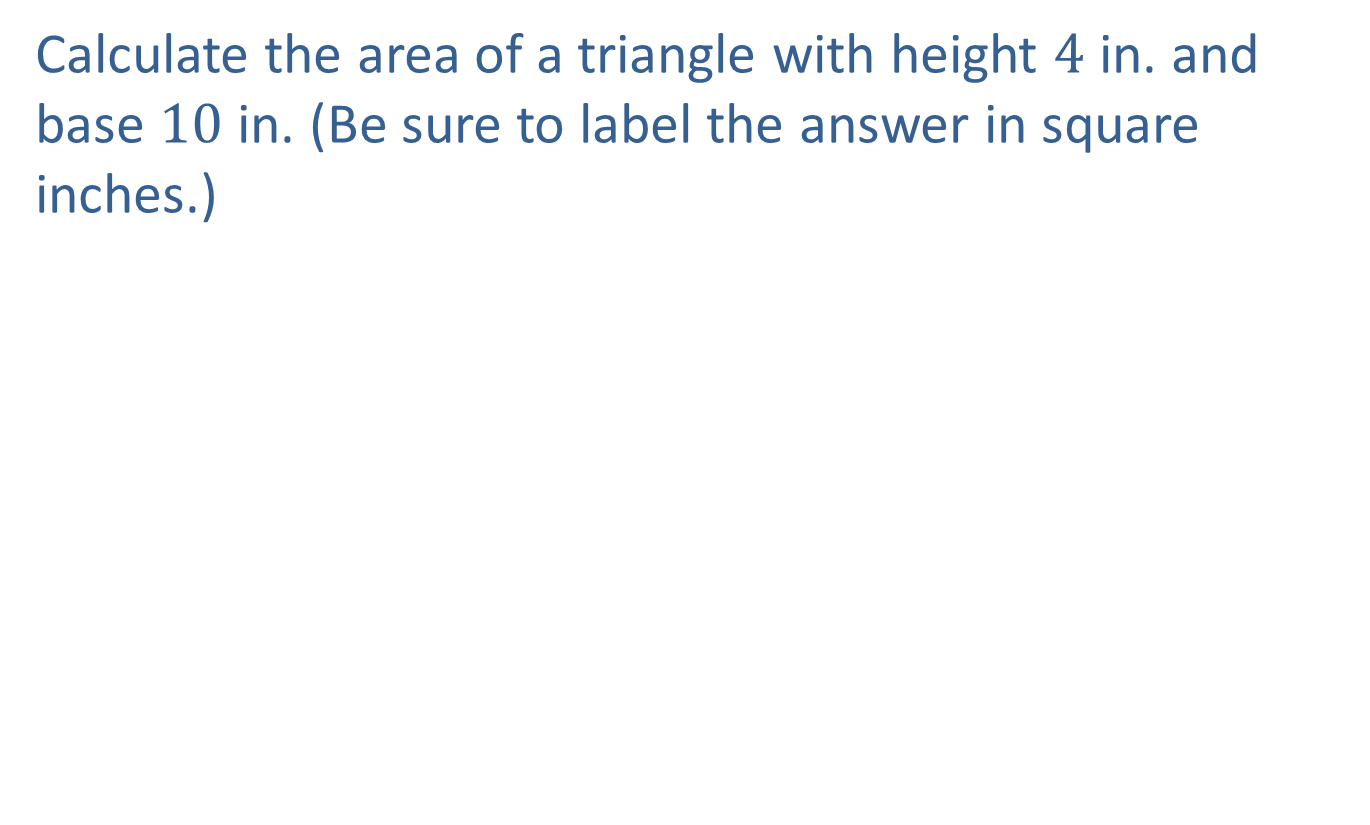 Calculate the area of a triangle with height 4 in. and
base 10 in. (Be sure to label the answer in square
inches.)